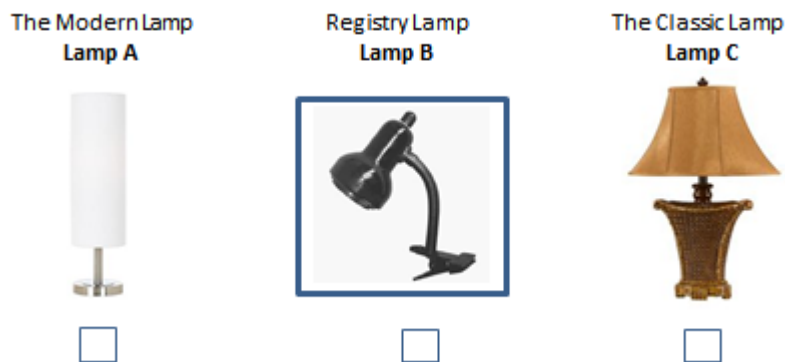 The Modern Lamp
Lamp A
Registry Lamp
Lamp B
The Classic Lamp
Lamp C